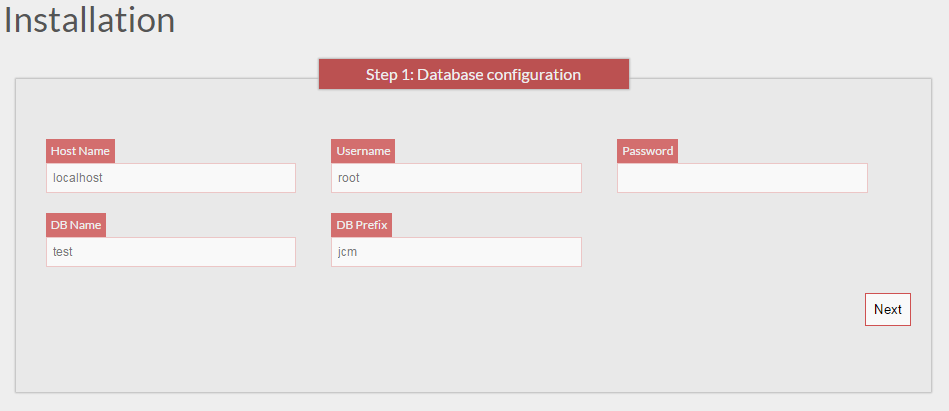 Installation
Step 1: Database configuration
Host Name
Username
Password
localhost
root
DB Name
DB Prefix
test
jcm
Next